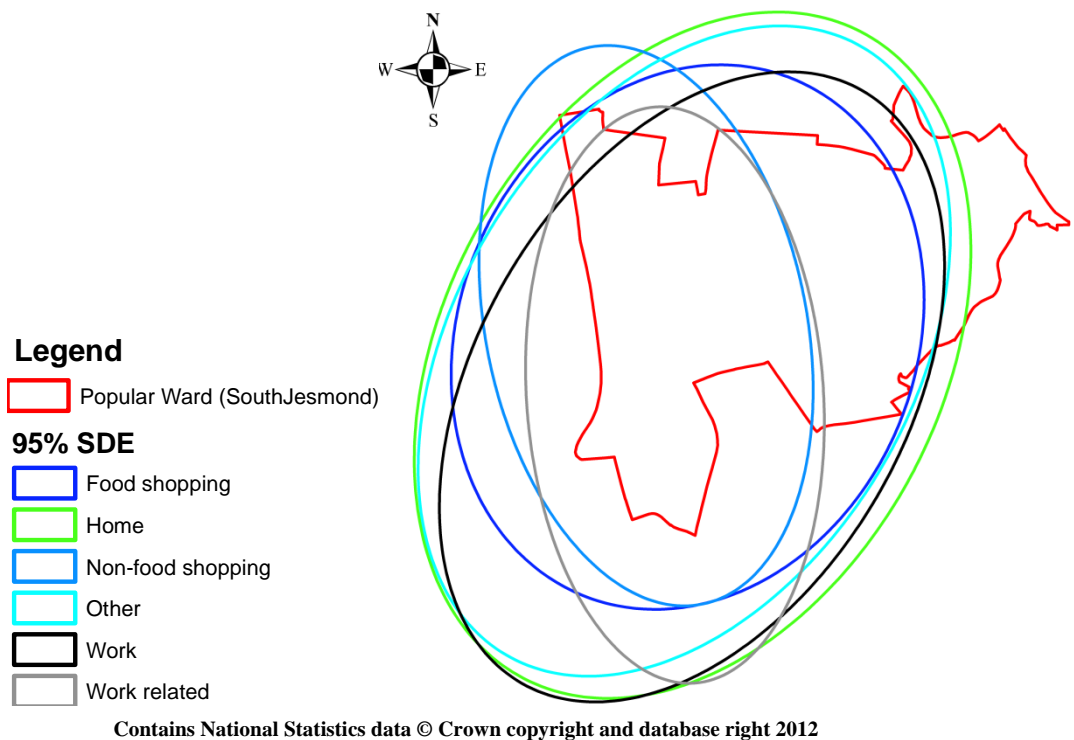 N
W E
S
Legend
Popular Ward (SouthJesmond)
95% SDE
Food shopping
Home
Non-food shopping
Other
Work
Work related
Contains National Statistics data © Crown copyright and database right 2012